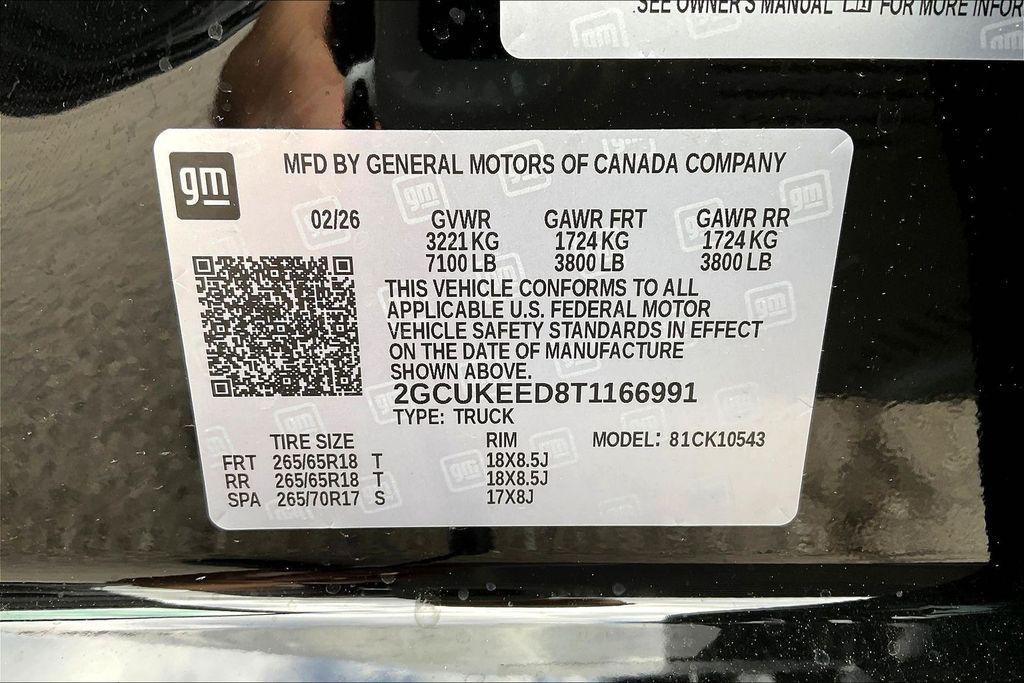 SEE OWNER'S MANUAL FOR MORE
gm
MFD BY GENERAL MOTORS OF CANADA COMPANY
02/26 GVWR GAWR FRT GAWR RR
3221 KG 1724 KG 1724 KG
7100 LB 3800 LB 3800 LB
THIS VEHICLE CONFORMS TO ALL
APPLICABLE U.S. FEDERAL MOTOR
VEHICLE SAFETY STANDARDS IN EFFECT
ON THE DATE OF MANUFACTURE
SHOWN ABOVE.
2GCUKEED8T1166991
TYPE: TRUCK
TIRE SIZE RIM MODEL: 81CK10543
FRT 265/65R18 T 18X8.5J
RR 265/65R18 T 18X8.5J
SPA 265/70R17 S 17X8J